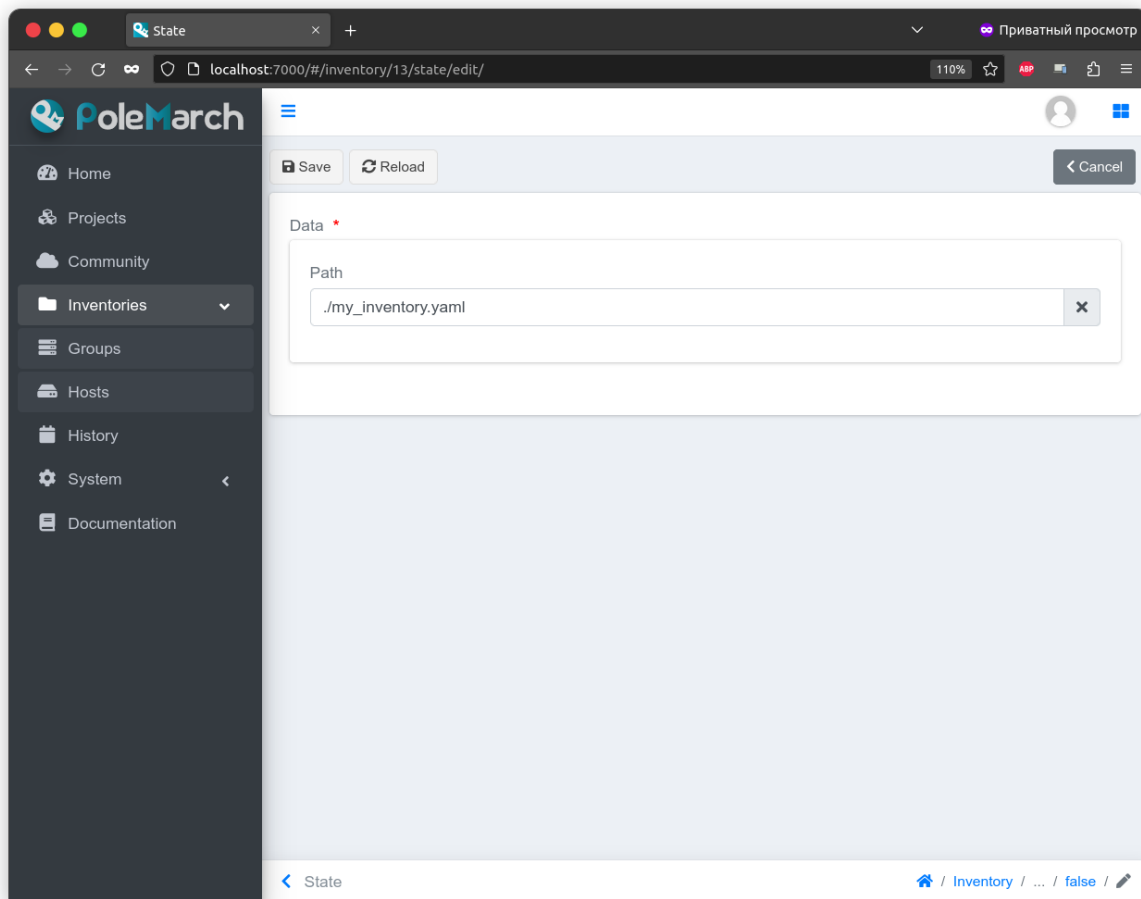 State
Приватный просмотр
localhost:7000/#/inventory/13/state/edit/
110%
ABP
PoleMarch
Home
Projects
Community
Inventories
Groups
Hosts
History
System
Documentation
Save Reload Cancel
Data *
Path
./my_inventory.yaml
State
/ Inventory / ... / false /